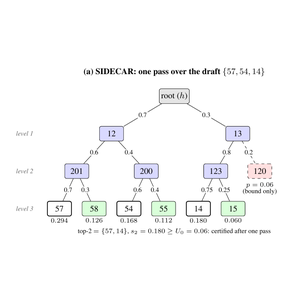 (a) SIDECAR: one pass over the draft {57, 54, 14}
root (h)
0.7 0.3
level 1 12 13
0.6 0.4 0.8 0.2
level 2 201 200 123 120
p = 0.06
(bound only)
0.7 0.3 0.6 0.4 0.75 0.25
level 3 57 58 54 55 14 15
0.294 0.126 0.168 0.112 0.180 0.060
top-2 = {57, 14}, s₂ = 0.180 ≥ U₀ = 0.06: certified after one pass